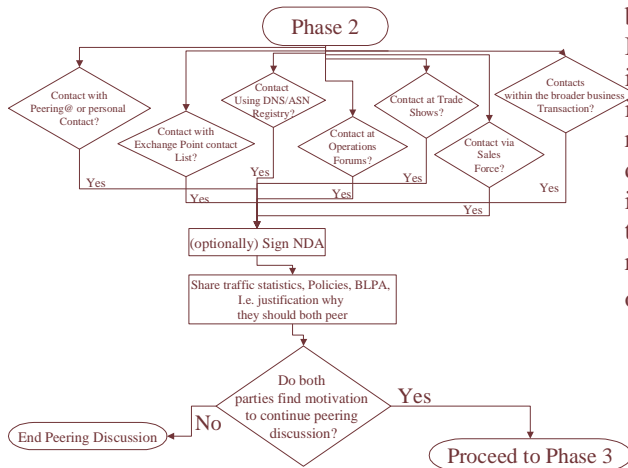 Phase 2
Contact with
Peering@ or personal
Contact?
Contact with
Exchange Point contact
List?
Contact
Using DNS/ASN
Registry?
Contact at
Operations
Forums?
Contact at Trade
Shows?
Contact via
Sales
Force?
Contacts
within the broader business
Transaction?
Yes
Yes
Yes
Yes
Yes
Yes
Yes
(optionally) Sign NDA
Share traffic statistics, Policies, BLPA,
I.e. justification why
they should both peer
Do both
parties find motivation
to continue peering
discussion?
No
Yes
End Peering Discussion
Proceed to Phase 3